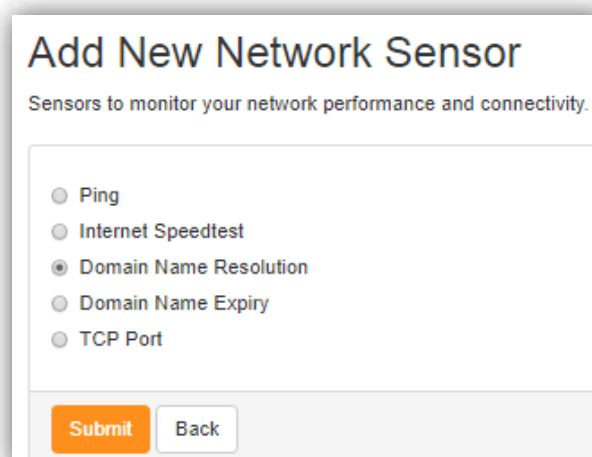 Add New Network Sensor
Sensors to monitor your network performance and connectivity.
Ping
Internet Speedtest
Domain Name Resolution
Domain Name Expiry
TCP Port
Submit Back